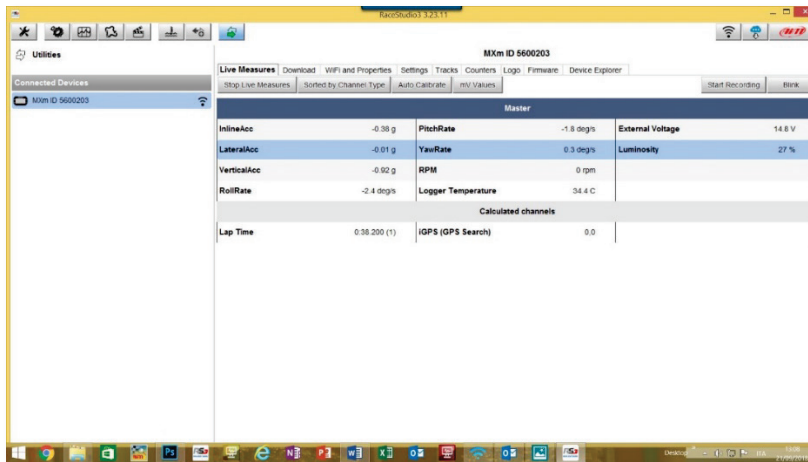 RaceStudio3 3.23.11
Utilities
Connected Devices
MXm ID 5600203
MXm ID 5600203
Live Measures Download WiFi and Properties Settings Tracks Counters Logo Firmware Device Explorer
Stop Live Measures Sorted by Channel Type Auto Calibrate mV Values Start Recording Blink
Master
InlineAcc -0.38 g PitchRate -1.8 deg/s External Voltage 14.8 V
LateralAcc -0.01 g YawRate 0.3 deg/s Luminosity 27 %
VerticalAcc -0.92 g RPM 0 rpm
RollRate -2.4 deg/s Logger Temperature 34.4 C
Calculated channels
Lap Time 0:38.200 (1) iGPS (GPS Search) 0,0
Desktop ITA